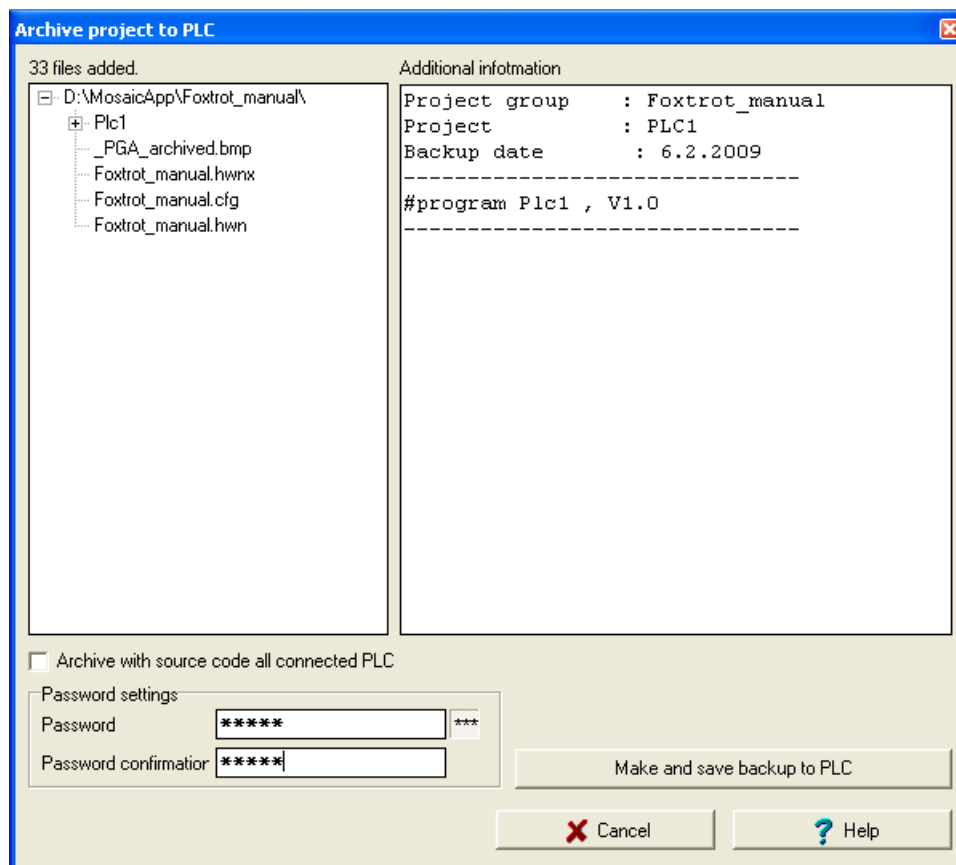 Archive project to PLC
33 files added.
Additional infotmation
D:\MosaicApp\Foxtrot_manual\
Plc1
_PGA_archived.bmp
Foxtrot_manual.hwnx
Foxtrot_manual.cfg
Foxtrot_manual.hwn
Project group : Foxtrot_manual
Project : PLC1
Backup date : 6.2.2009
-------------------------------
#program Plc1 , V1.0
-------------------------------
Archive with source code all connected PLC
Password settings
Password ***** ***
Password confirmation *****
Make and save backup to PLC
Cancel
? Help